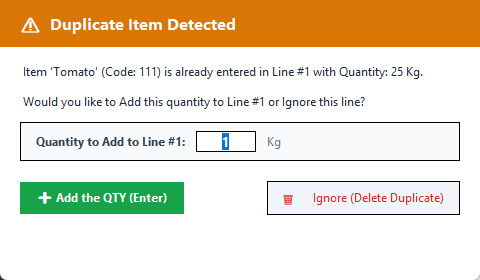 Duplicate Item Detected
Item 'Tomato' (Code: 111) is already entered in Line #1 with Quantity: 25 Kg.
Would you like to Add this quantity to Line #1 or Ignore this line?
Quantity to Add to Line #1: 1 Kg
Add the QTY (Enter) Ignore (Delete Duplicate)